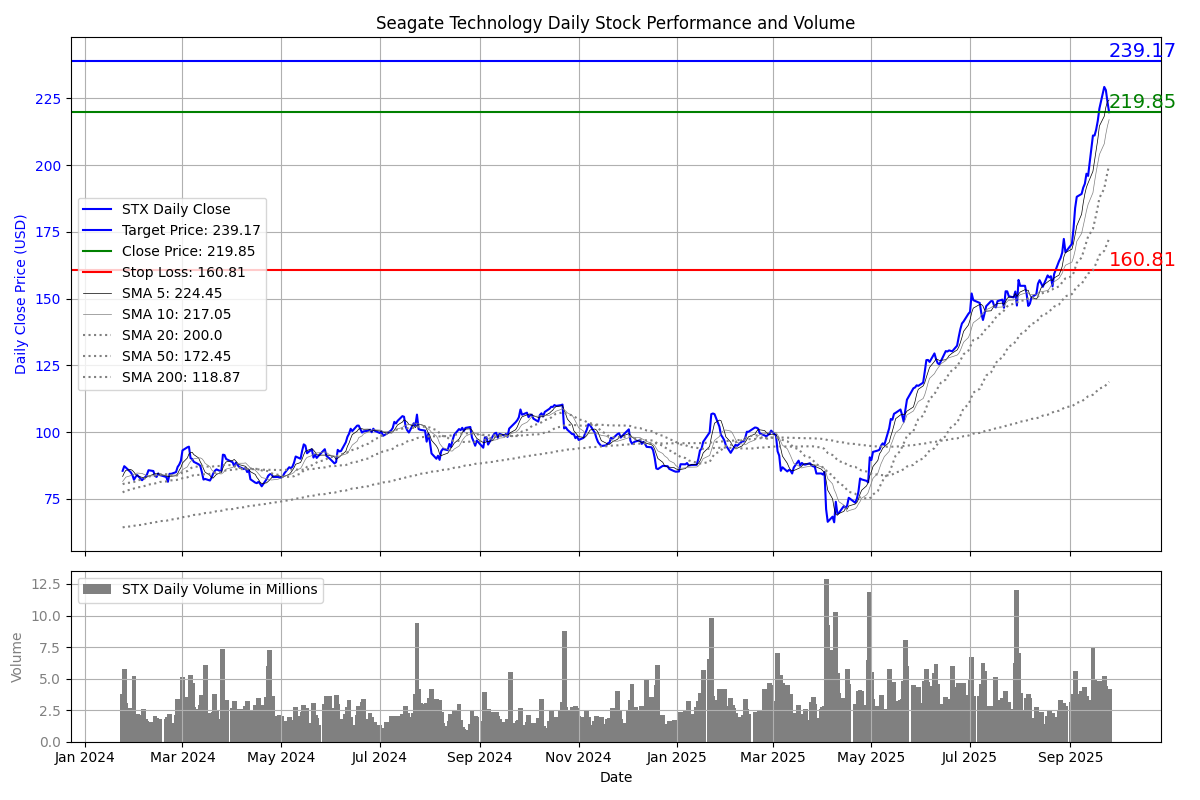 Seagate Technology Daily Stock Performance and Volume
239.17
219.85
160.81
225
200
175
150
125
100
75
Daily Close Price (USD)
STX Daily Close
Target Price: 239.17
Close Price: 219.85
Stop Loss: 160.81
SMA 5: 224.45
SMA 10: 217.05
SMA 20: 200.0
SMA 50: 172.45
SMA 200: 118.87
12.5
10.0
7.5
5.0
2.5
0.0
Volume
STX Daily Volume in Millions
Jan 2024 Mar 2024 May 2024 Jul 2024 Sep 2024 Nov 2024 Jan 2025 Mar 2025 May 2025 Jul 2025 Sep 2025
Date